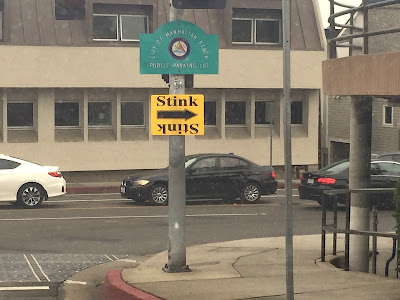 CITY OF MANHATTAN BEACH
PUBLIC PARKING LOT
Stink
Stink